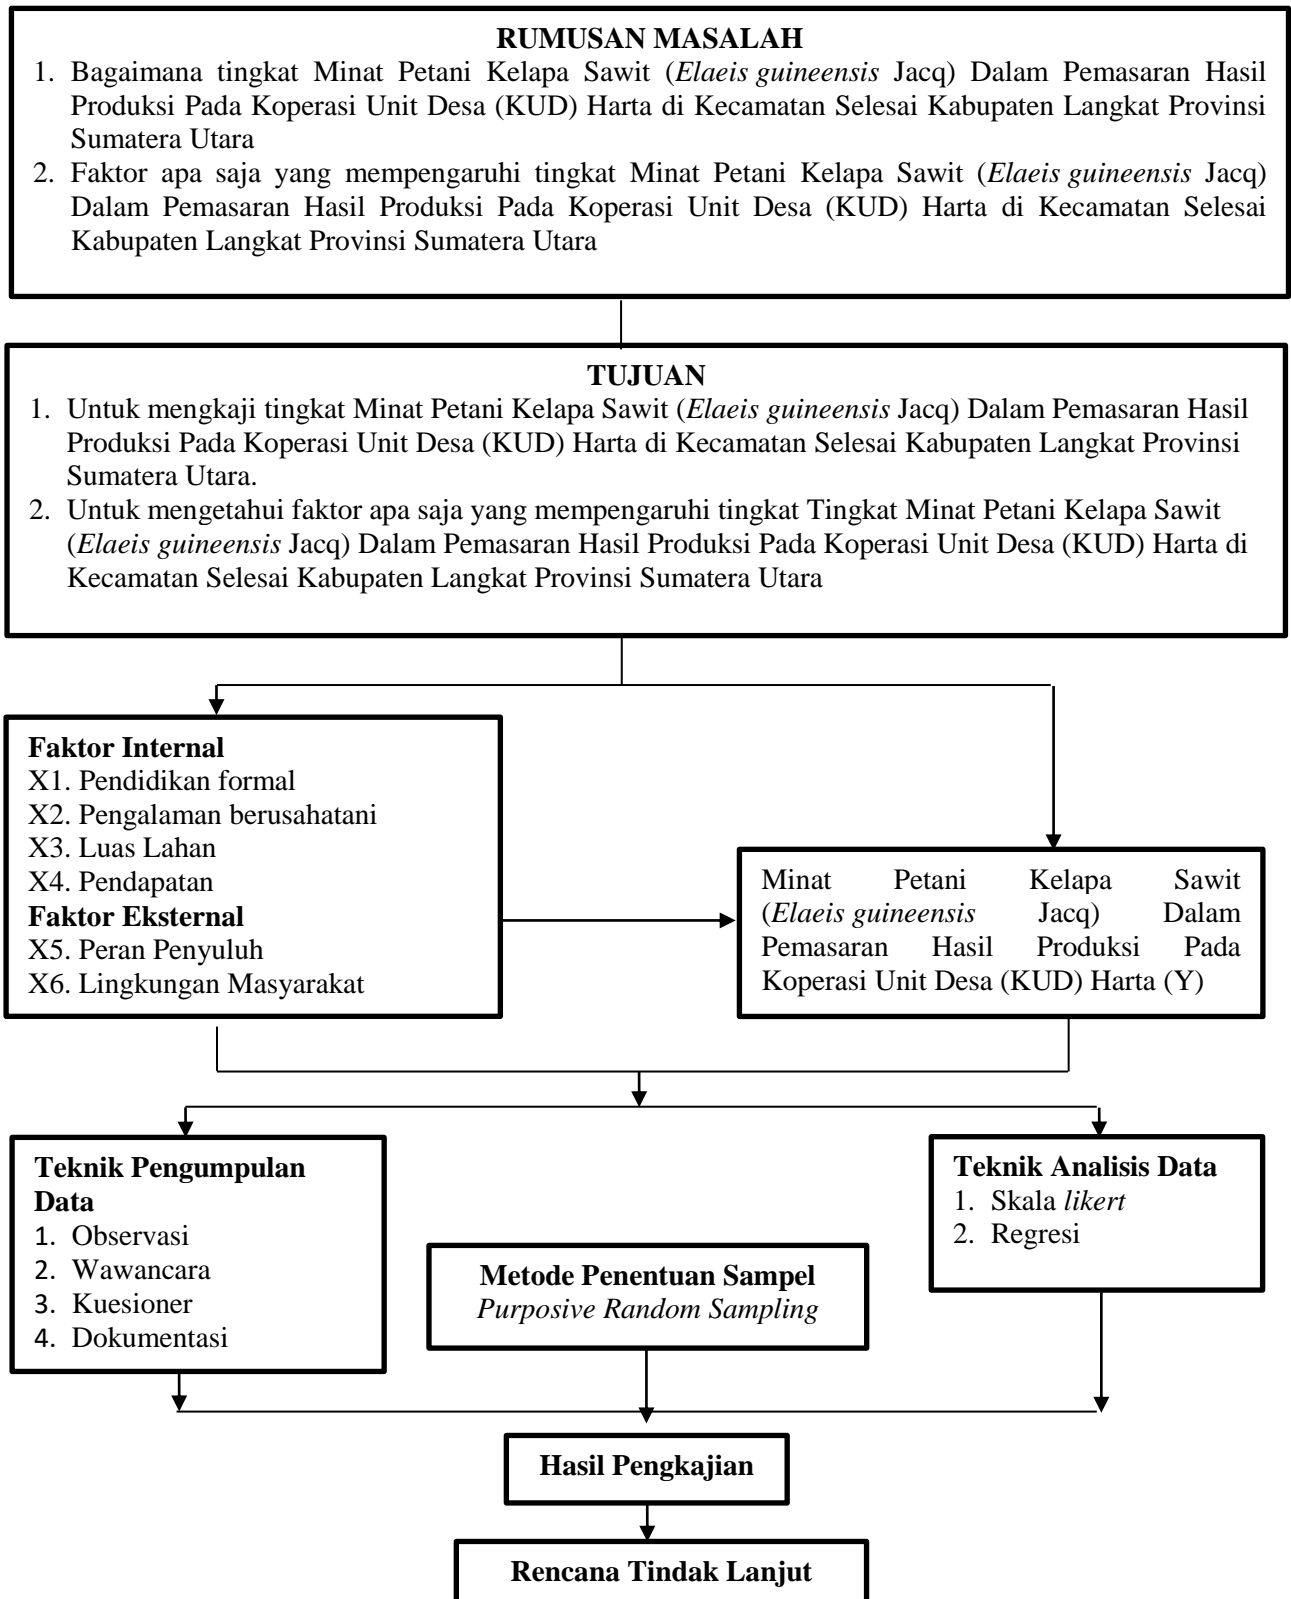 RUMUSAN MASALAH
1. Bagaimana tingkat Minat Petani Kelapa Sawit (Elaeis guineensis Jacq) Dalam Pemasaran Hasil
Produksi Pada Koperasi Unit Desa (KUD) Harta di Kecamatan Selesai Kabupaten Langkat Provinsi
Sumatera Utara
2. Faktor apa saja yang mempengaruhi tingkat Minat Petani Kelapa Sawit (Elaeis guineensis Jacq)
Dalam Pemasaran Hasil Produksi Pada Koperasi Unit Desa (KUD) Harta di Kecamatan Selesai
Kabupaten Langkat Provinsi Sumatera Utara
TUJUAN
1. Untuk mengkaji tingkat Minat Petani Kelapa Sawit (Elaeis guineensis Jacq) Dalam Pemasaran Hasil
Produksi Pada Koperasi Unit Desa (KUD) Harta di Kecamatan Selesai Kabupaten Langkat Provinsi
Sumatera Utara.
2. Untuk mengetahui faktor apa saja yang mempengaruhi tingkat Tingkat Minat Petani Kelapa Sawit
(Elaeis guineensis Jacq) Dalam Pemasaran Hasil Produksi Pada Koperasi Unit Desa (KUD) Harta di
Kecamatan Selesai Kabupaten Langkat Provinsi Sumatera Utara
Faktor Internal
X1. Pendidikan formal
X2. Pengalaman berusahatani
X3. Luas Lahan
X4. Pendapatan
Faktor Eksternal
X5. Peran Penyuluh
X6. Lingkungan Masyarakat
Minat Petani Kelapa Sawit
(Elaeis guineensis Jacq) Dalam
Pemasaran Hasil Produksi Pada
Koperasi Unit Desa (KUD) Harta (Y)
Teknik Pengumpulan
Data
1. Observasi
2. Wawancara
3. Kuesioner
4. Dokumentasi
Metode Penentuan Sampel
Purposive Random Sampling
Teknik Analisis Data
1. Skala likert
2. Regresi
Hasil Pengkajian
Rencana Tindak Lanjut